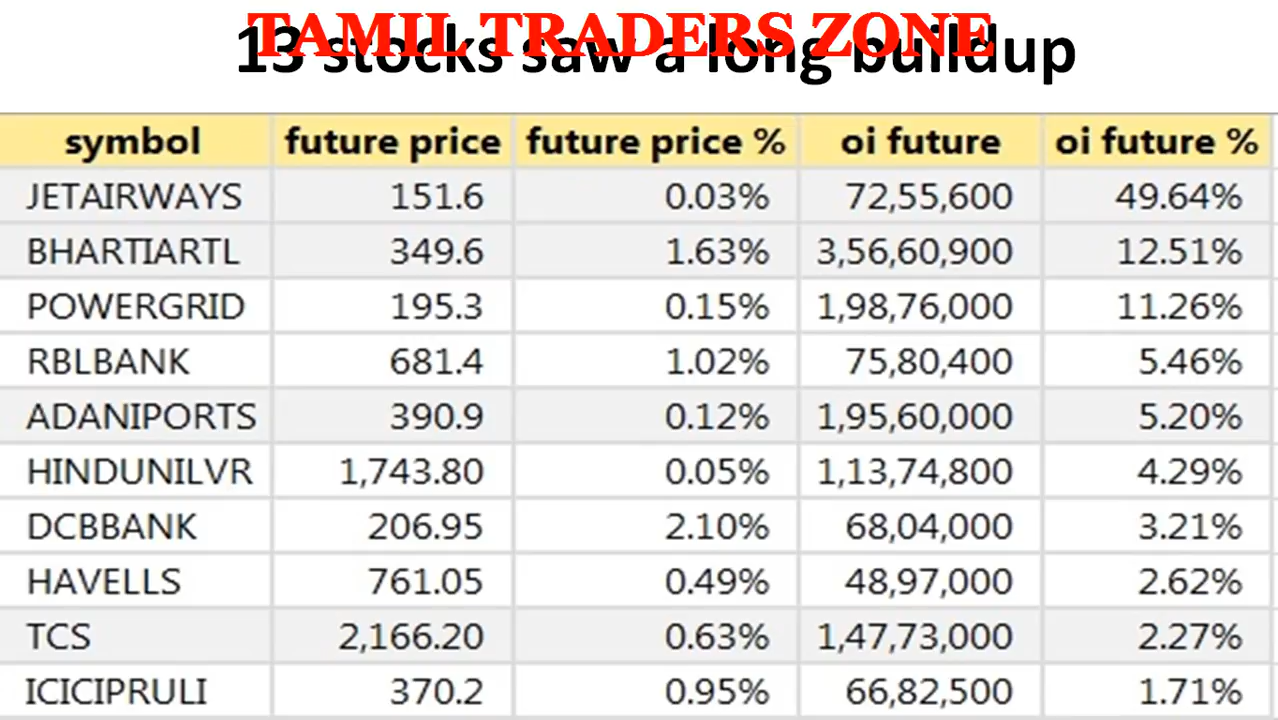 TAMIL TRADERS ZONE
13 stocks saw a long buildup
symbol future price future price % oi future oi future %
JETAIRWAYS 151.6 0.03% 72,55,600 49.64%
BHARTIARTL 349.6 1.63% 3,56,60,900 12.51%
POWERGRID 195.3 0.15% 1,98,76,000 11.26%
RBLBANK 681.4 1.02% 75,80,400 5.46%
ADANIPORTS 390.9 0.12% 1,95,60,000 5.20%
HINDUNILVR 1,743.80 0.05% 1,13,74,800 4.29%
DCBBANK 206.95 2.10% 68,04,000 3.21%
HAVELLS 761.05 0.49% 48,97,000 2.62%
TCS 2,166.20 0.63% 1,47,73,000 2.27%
ICICIPRULI 370.2 0.95% 66,82,500 1.71%